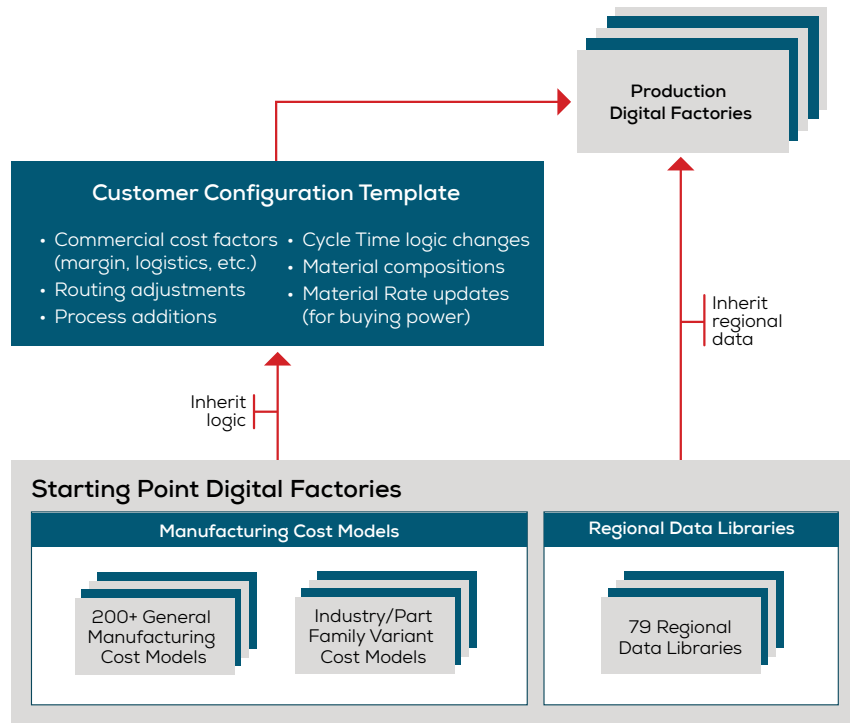 Production
Digital Factories
Customer Configuration Template
• Commercial cost factors
(margin, logistics, etc.)
• Routing adjustments
• Process additions
• Cycle Time logic changes
• Material compositions
• Material Rate updates
(for buying power)
Inherit
regional
data
Inherit
logic
Starting Point Digital Factories
Manufacturing Cost Models
200+ General
Manufacturing
Cost Models
Industry/Part
Family Variant
Cost Models
Regional Data Libraries
79 Regional
Data Libraries